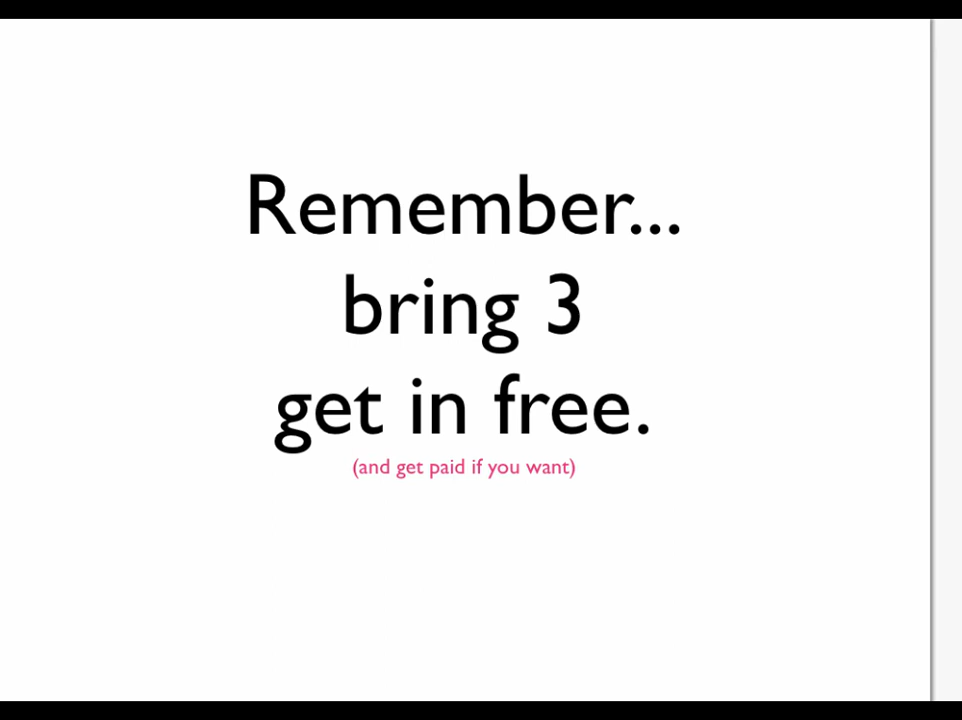 Remember...
bring 3
get in free.
(and get paid if you want)